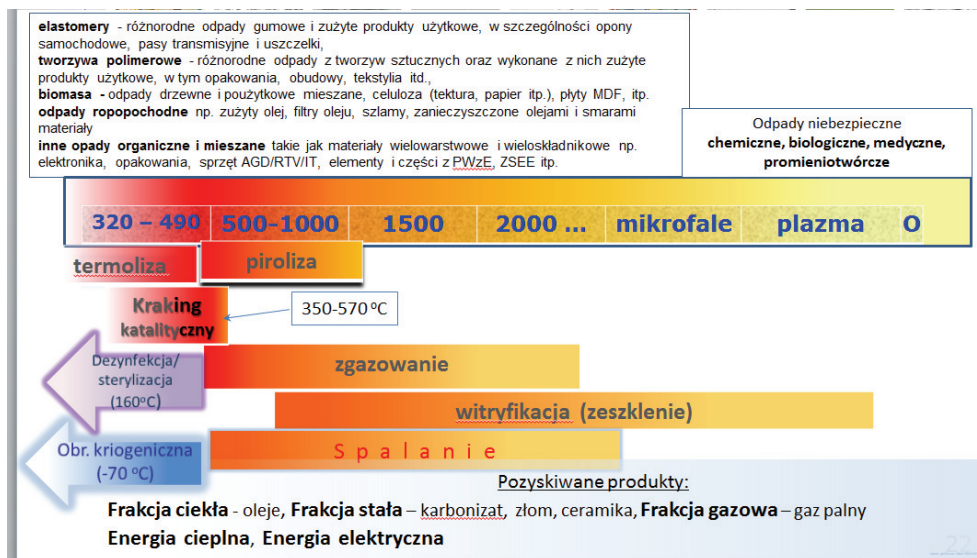 elastomery - różnorodne odpady gumowe i zużyte produkty użytkowe, w szczególności opony
samochodowe, pasy transmisyjne i uszczelki,
tworzywa polimerowe - różnorodne odpady z tworzyw sztucznych oraz wykonane z nich zużyte
produkty użytkowe, w tym opakowania, obudowy, tekstylia itd.,
biomasa - odpady drzewne i poużytkowe mieszane, celuloza (tektura, papier itp.), płyty MDF, itp.
odpady ropopochodne np. zużyty olej, filtry oleju, szlamy, zanieczyszczone olejami i smarami
materiały
inne opady organiczne i mieszane takie jak materiały wielowarstwowe i wieloskładnikowe np.
elektronika, opakowania, sprzęt AGD/RTV/IT, elementy i części z PWzE, ZSEE itp.
Odpady niebezpieczne
chemiczne, biologiczne, medyczne,
promieniotwórcze
320 – 490 500–1000 1500 2000 ... mikrofale plazma O
termoliza piroliza
Kraking
katalityczny
350-570 °C
Dezynfekcja/
sterylizacja
(160°C)
zgazowanie
witryfikacja (zeszklenie)
Obr. kriogeniczna
(-70 °C)
Spalanie
Pozyskiwane produkty:
Frakcja ciekła - oleje, Frakcja stała – karbonizat, złom, ceramika, Frakcja gazowa – gaz palny
Energia cieplna, Energia elektryczna
22